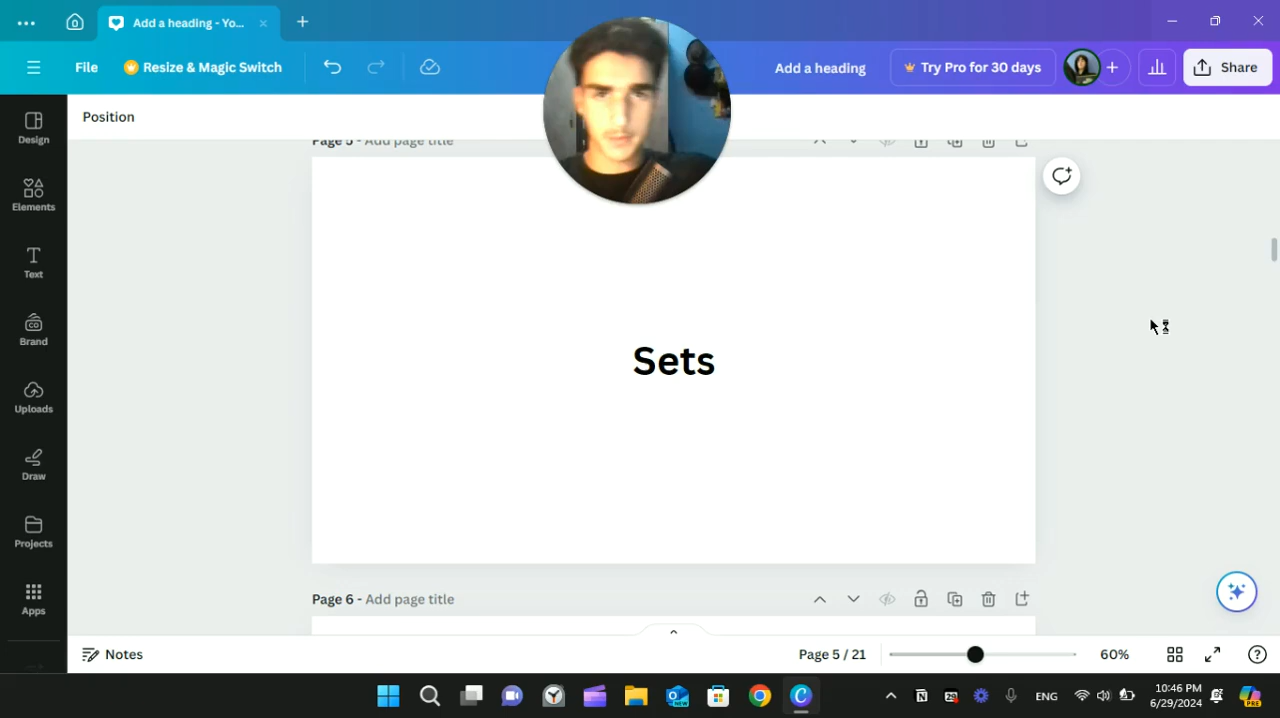 Add a heading - Yo...
File
Resize & Magic Switch
Add a heading
Try Pro for 30 days
Share
Position
Design
Elements
Text
Brand
Uploads
Draw
Projects
Apps
Page 5 - Add page title
Sets
Page 6 - Add page title
Notes
Page 5 / 21
60%
ENG
10:46 PM
6/29/2024